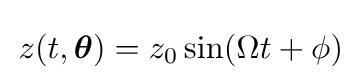 z(t, θ) = z₀ sin(Ωt + ϕ)